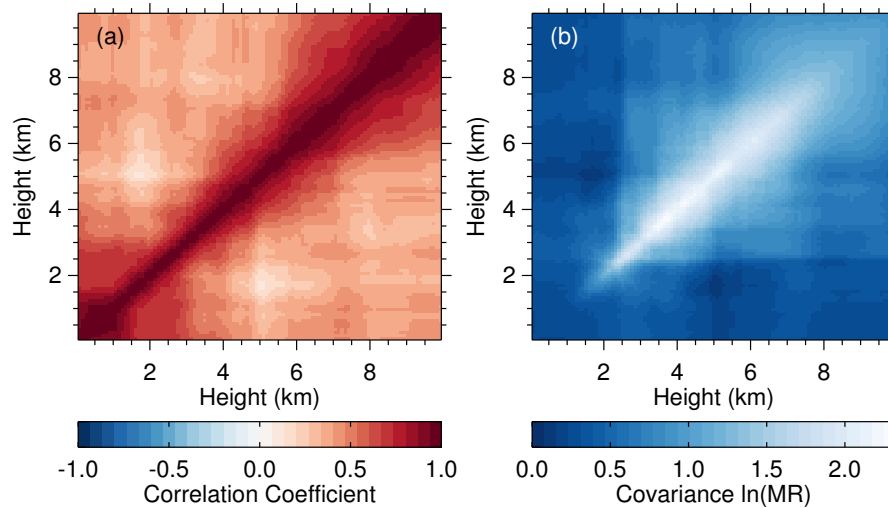 (a)
(b)
8
8
6
6
4
4
2
2
Height (km)
Height (km)
2 4 6 8
2 4 6 8
Height (km)
Height (km)
-1.0 -0.5 0.0 0.5 1.0
0.0 0.5 1.0 1.5 2.0
Correlation Coefficient
Covariance ln(MR)